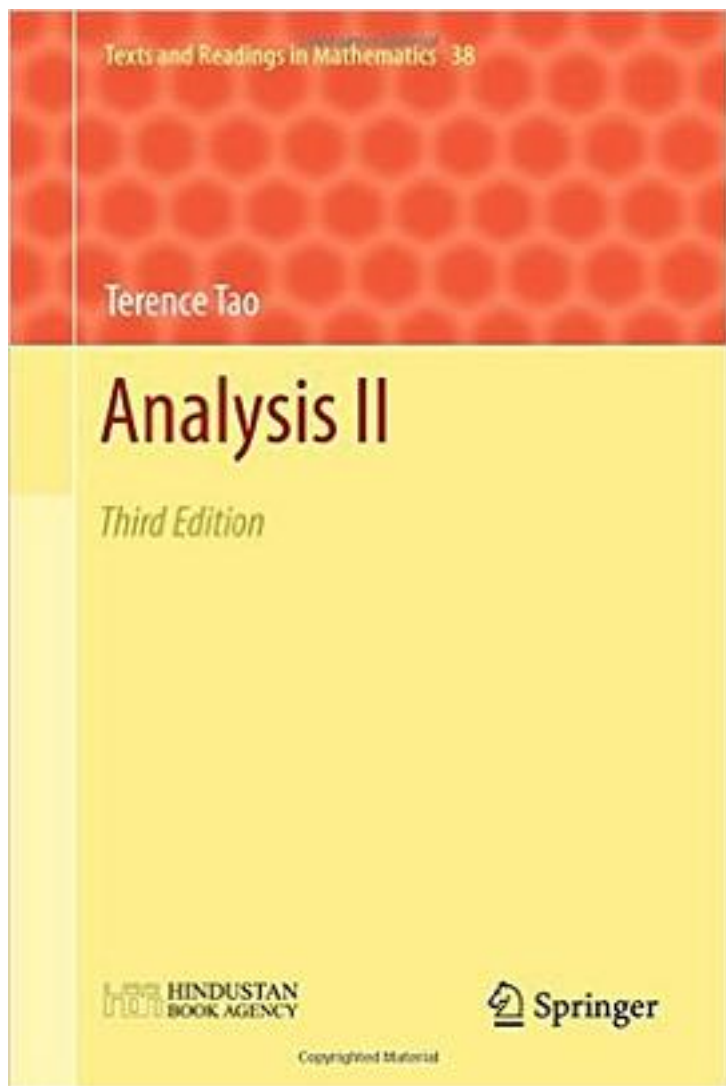 Texts and Readings in Mathematics 38
Terence Tao
Analysis II
Third Edition
HINDUSTAN
BOOK AGENCY
Springer
Copyrighted Material